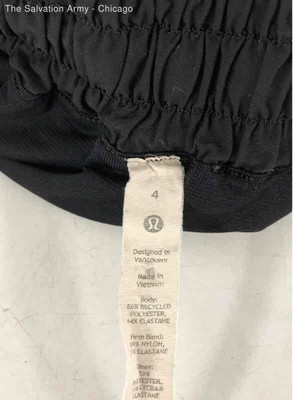 The Salvation Army - Chicago
4
Designed in
Vancouver
Made in
Vietnam
Body:
86% RECYCLED
POLYESTER,
14% ELASTANE
Hem Band:
NYLON,
ELASTANE